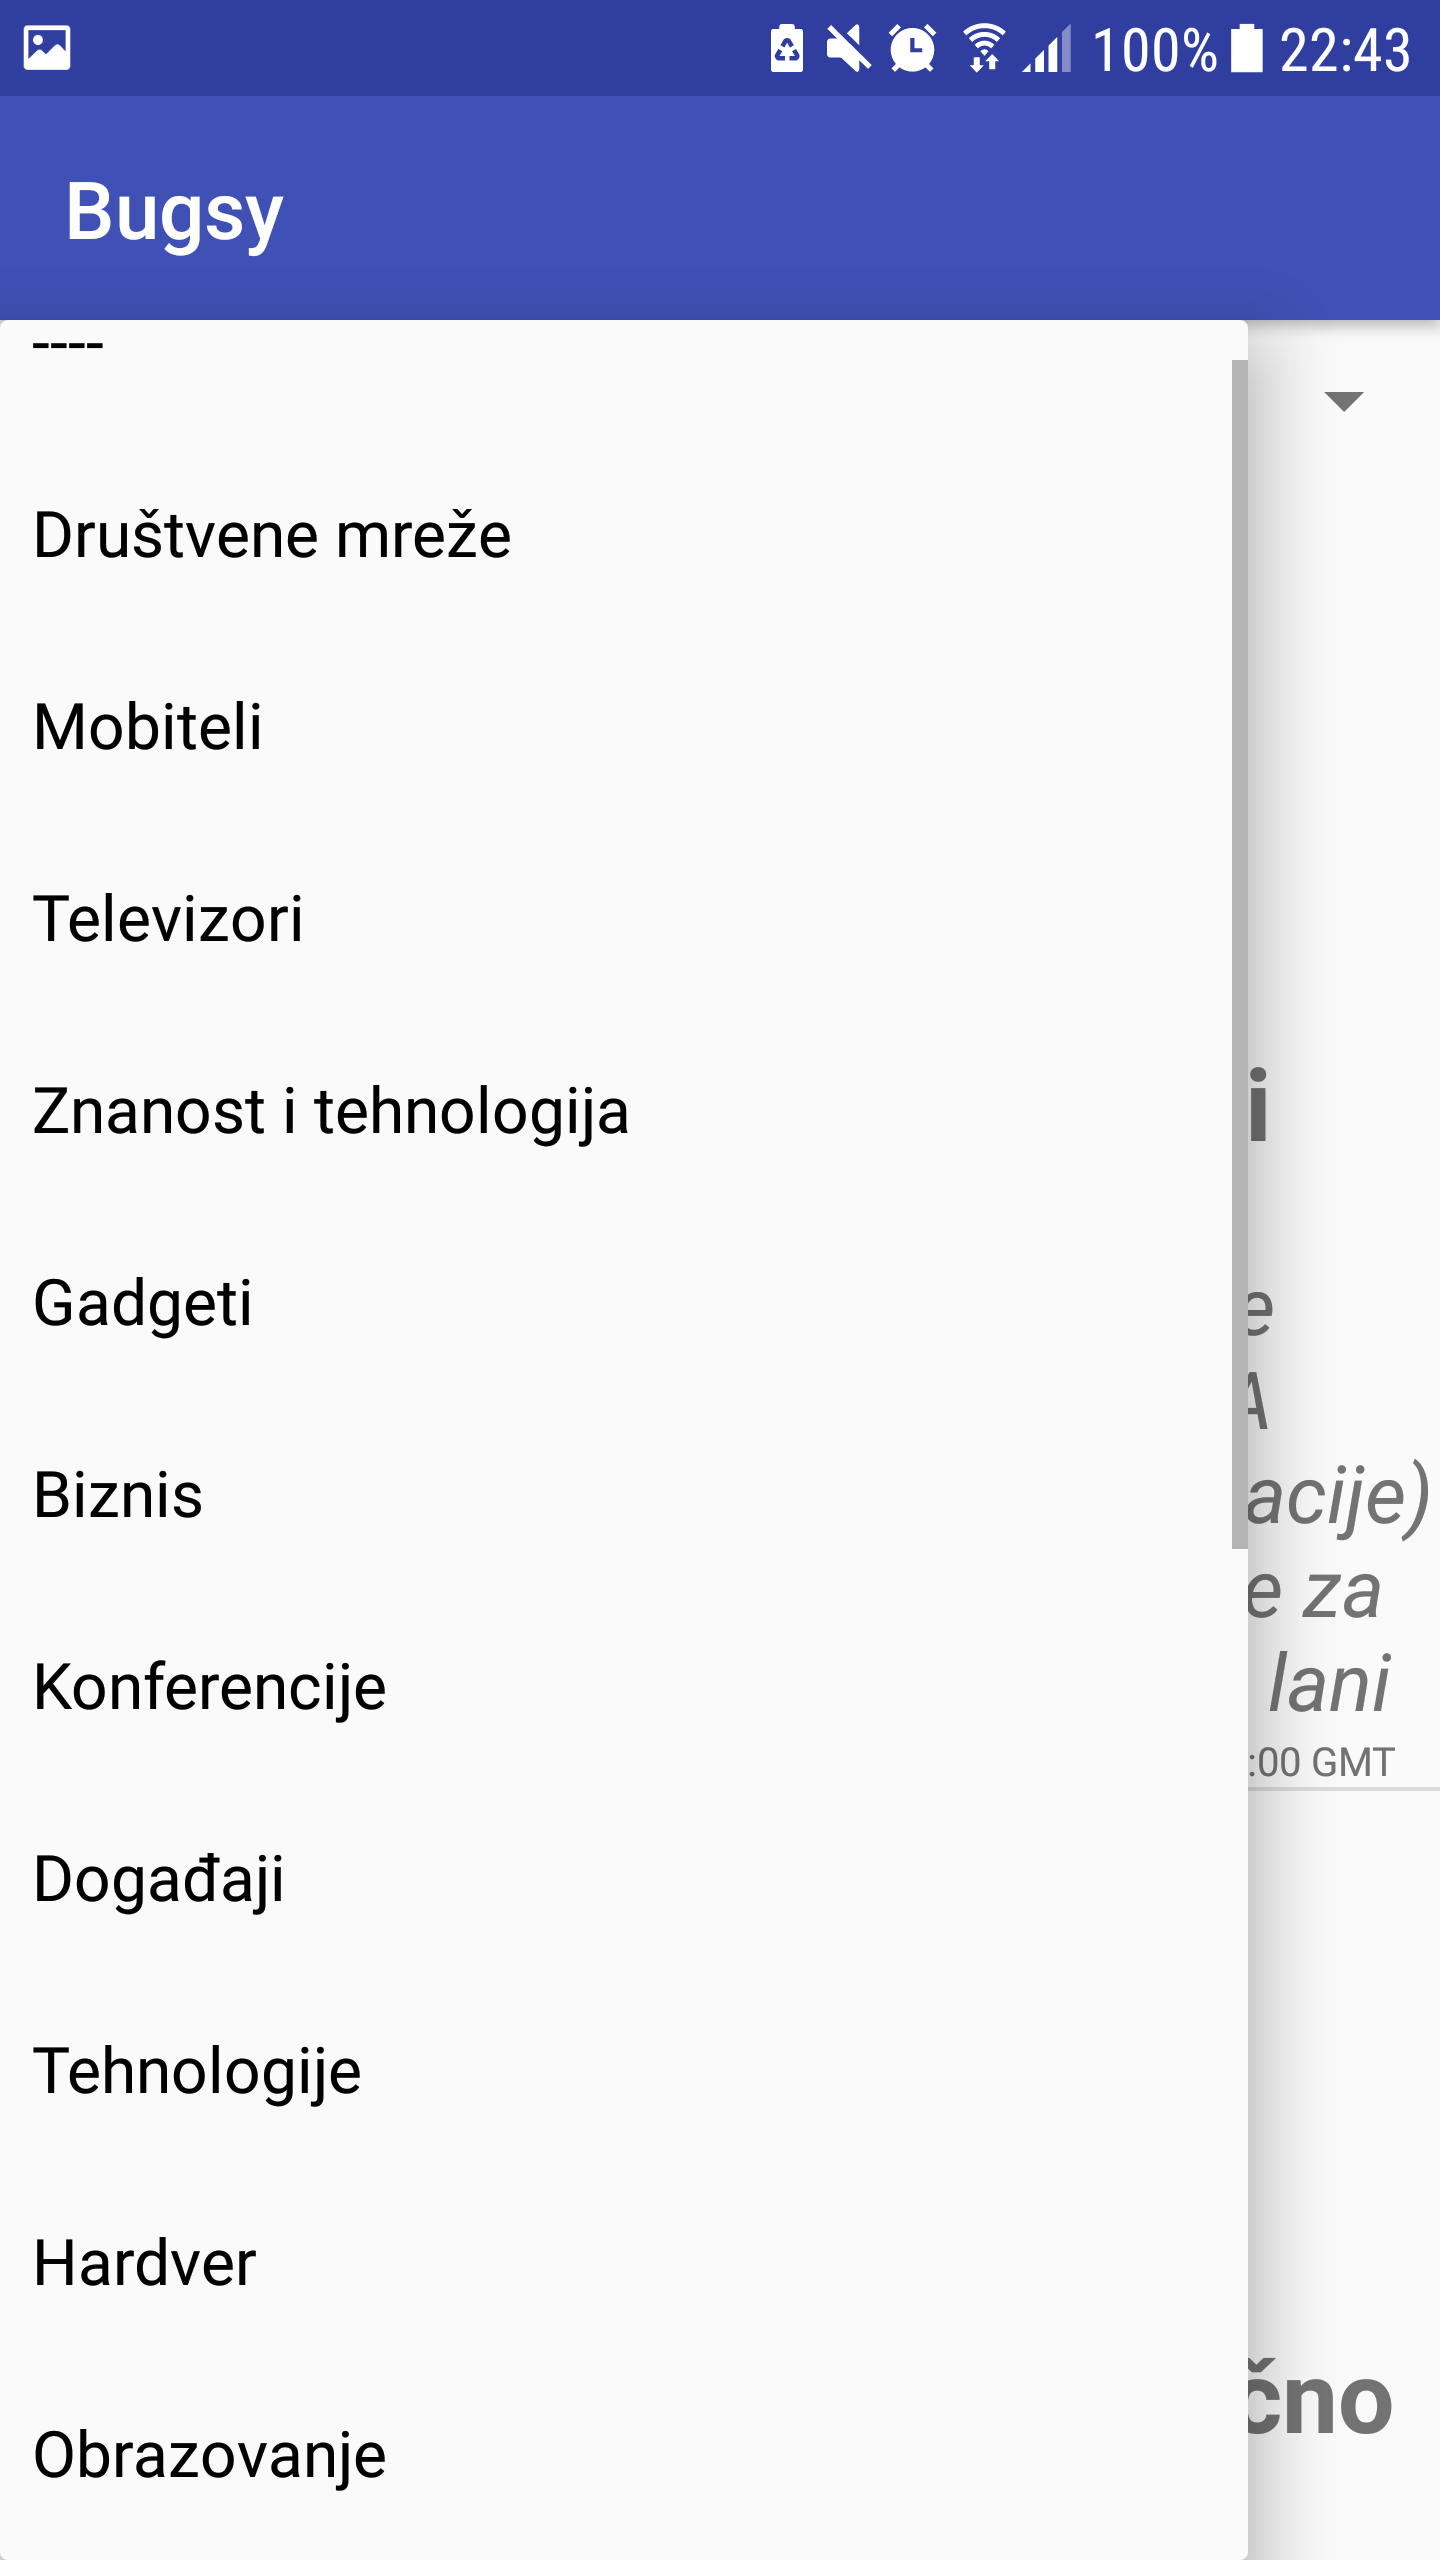 100% 22:43
Bugsy
----
Društvene mreže
Mobiteli
Televizori
Znanost i tehnologija
Gadgeti
Biznis
Konferencije
Događaji
Tehnologije
Hardver
Obrazovanje
i
e
A
acije)
e za
lani
:00 GMT
čno